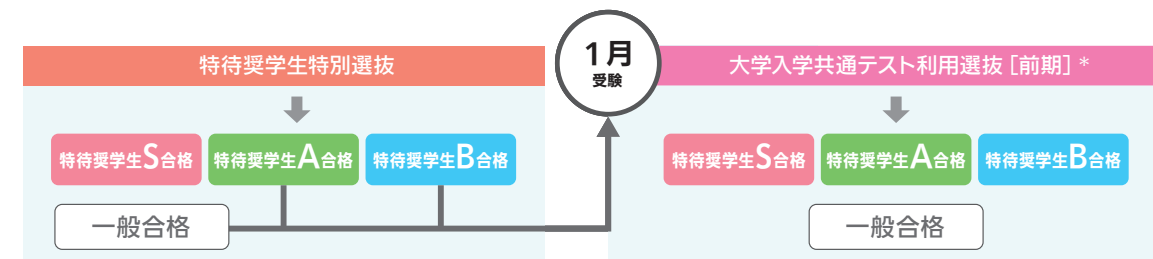 特待奨学生特別選抜
特待奨学生S合格
特待奨学生A合格
特待奨学生B合格
一般合格
1月
受験
大学入学共通テスト利用選抜［前期］*
特待奨学生S合格
特待奨学生A合格
特待奨学生B合格
一般合格